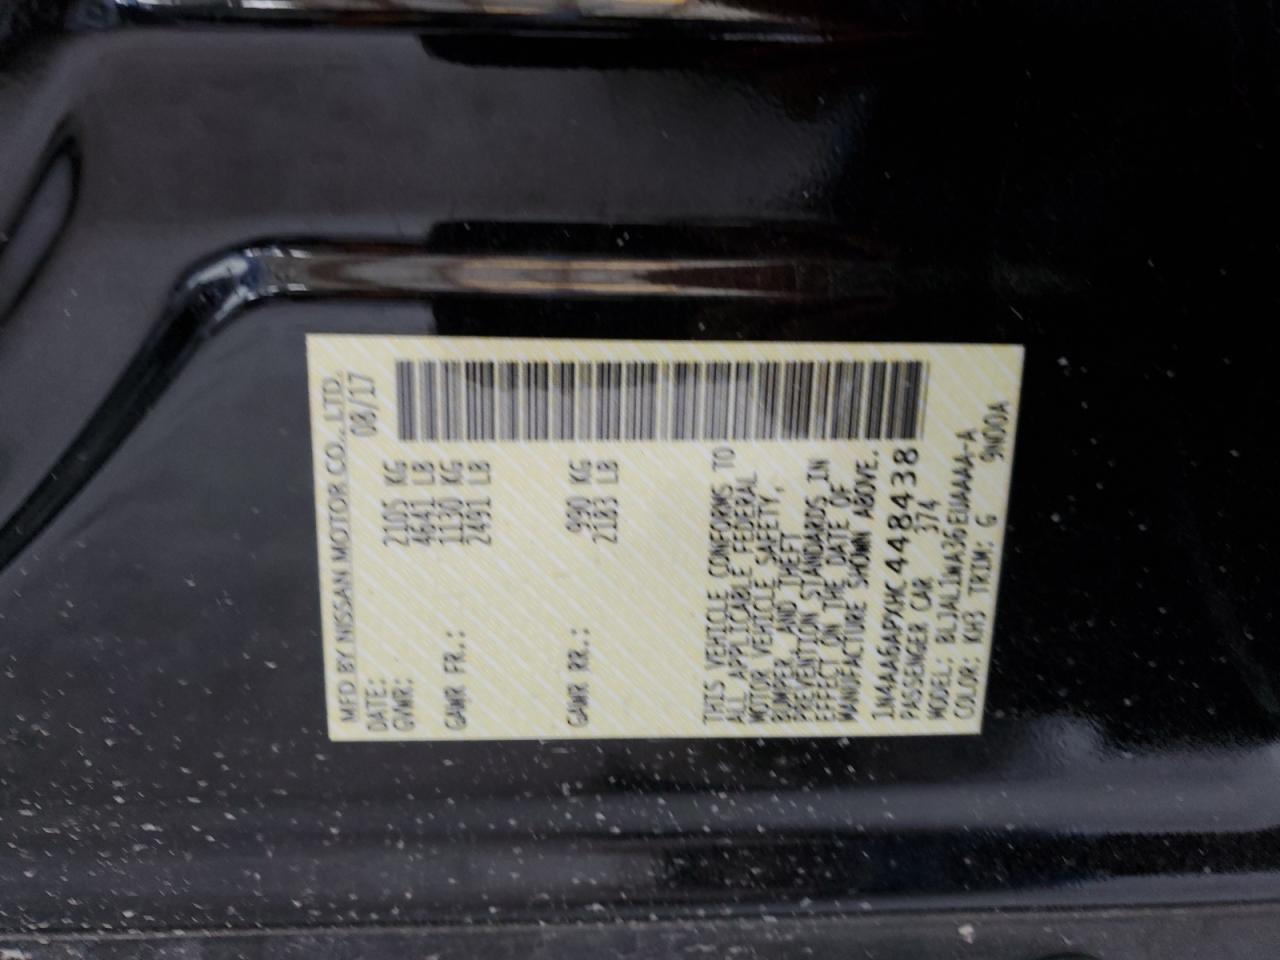 MFD BY NISSAN MOTOR CO., LTD.
DATE: 08/17
GVWR: 2105 KG
4641 LB
GAWR FR.: 1130 KG
2491 LB
GAWR RR.: 990 KG
2183 LB
THIS VEHICLE CONFORMS TO
ALL APPLICABLE FEDERAL
MOTOR VEHICLE SAFETY,
BUMPER, AND THEFT
PREVENTION STANDARDS IN
EFFECT ON THE DATE OF
MANUFACTURE SHOWN ABOVE.
1N4AA6APXHC448438
PASSENGER CAR 374
MODEL: BLJALLWA36EUAAAA-A
COLOR: KH3 TRIM: G 9N00A